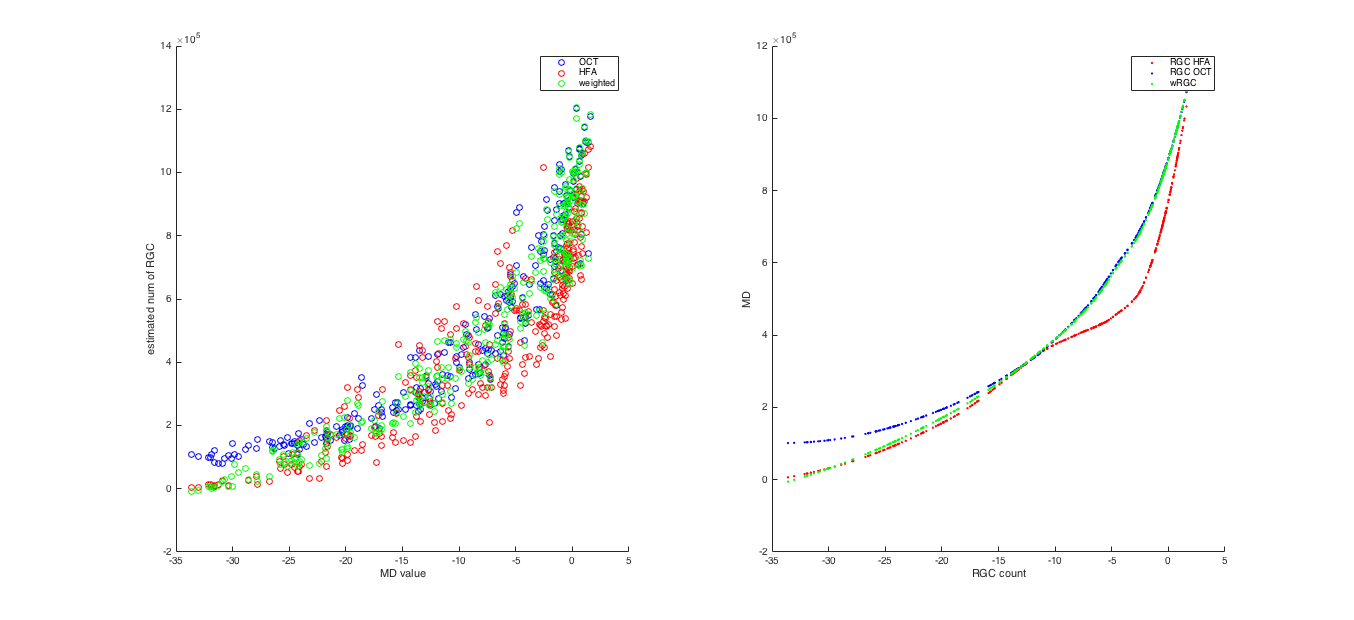 ×10^5
14
12
10
8
6
4
2
0
-2
estimated num of RGC
OCT
HFA
weighted
-35 -30 -25 -20 -15 -10 -5 0 5
MD value
×10^5
12
10
8
6
4
2
0
-2
MD
RGC HFA
RGC OCT
wRGC
-35 -30 -25 -20 -15 -10 -5 0 5
RGC count